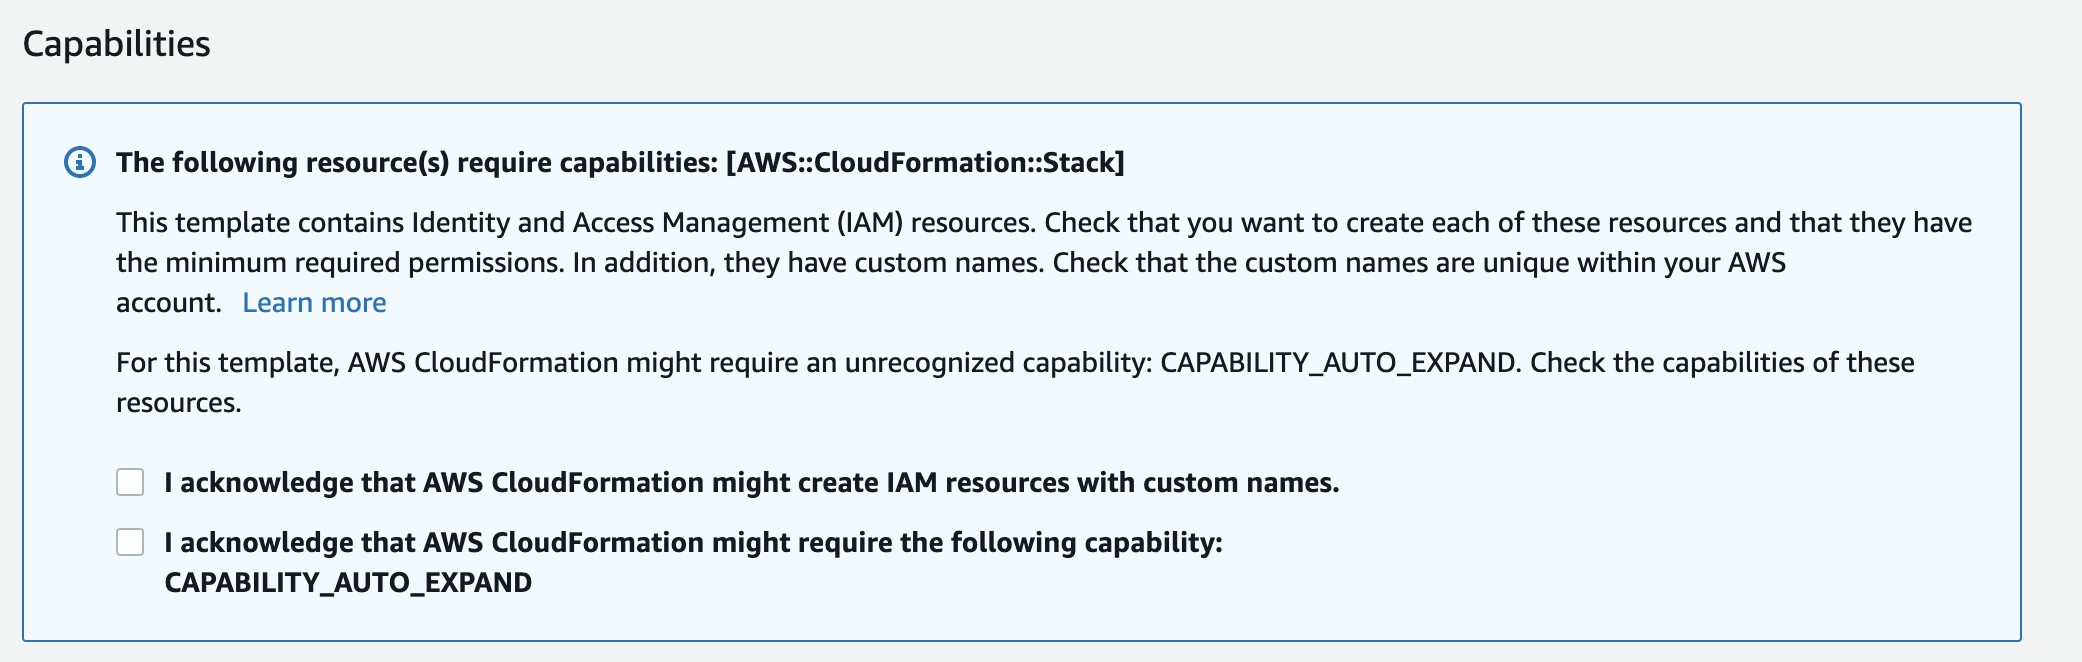 Capabilities
The following resource(s) require capabilities: [AWS::CloudFormation::Stack]
This template contains Identity and Access Management (IAM) resources. Check that you want to create each of these resources and that they have
the minimum required permissions. In addition, they have custom names. Check that the custom names are unique within your AWS
account. Learn more
For this template, AWS CloudFormation might require an unrecognized capability: CAPABILITY_AUTO_EXPAND. Check the capabilities of these
resources.
I acknowledge that AWS CloudFormation might create IAM resources with custom names.
I acknowledge that AWS CloudFormation might require the following capability:
CAPABILITY_AUTO_EXPAND